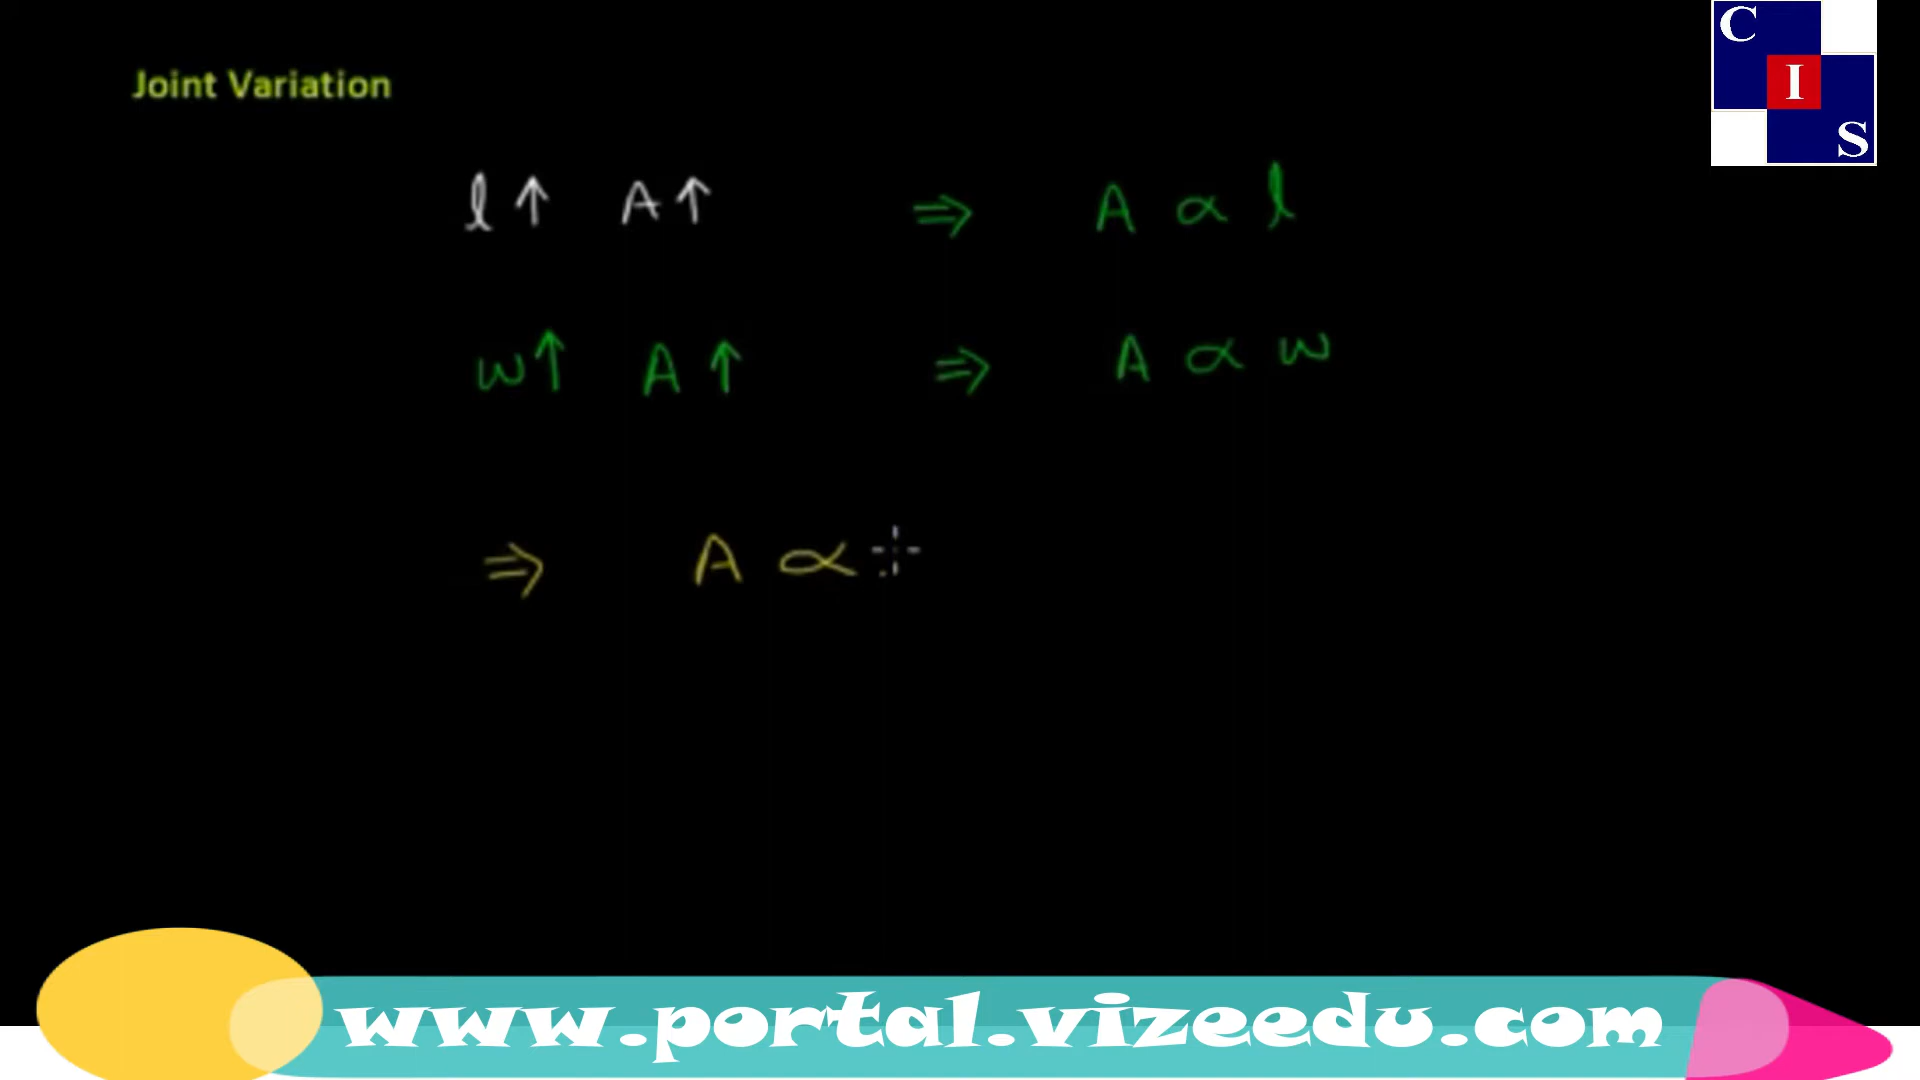 C
I
S
Joint Variation
l↑ A↑ ⇒ A ∝ l
w↑ A↑ ⇒ A ∝ w
⇒ A ∝
www.portal.vizeedu.com